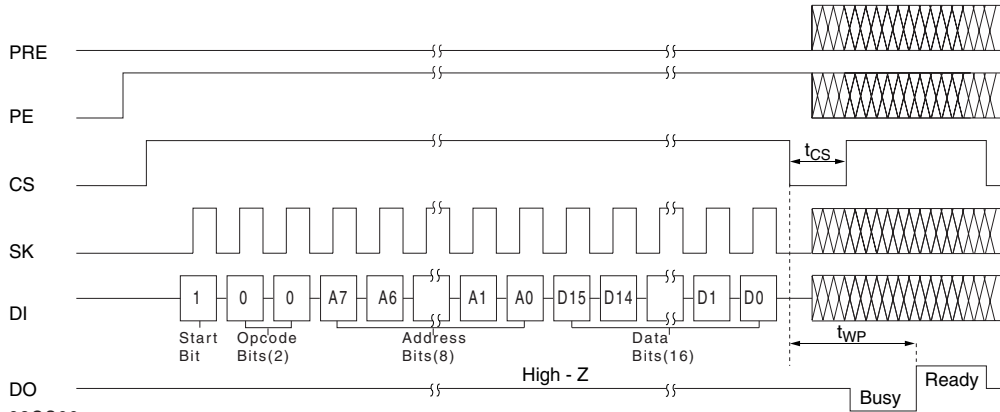 PRE
PE
CS
tCS
SK
DI
1 0 0 A7 A6 A1 A0 D15 D14 D1 D0
Start Bit
Opcode Bits(2)
Address Bits(8)
Data Bits(16)
tWP
DO
High - Z
Busy
Ready